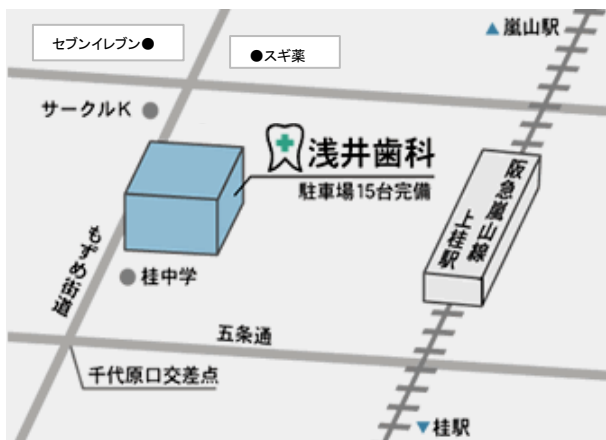 セブンイレブン●
●スギ薬
▲嵐山駅
サークルK
浅井歯科
駐車場15台完備
阪急嵐山線
上桂駅
もずめ街道
桂中学
五条通
千代原口交差点
▼桂駅